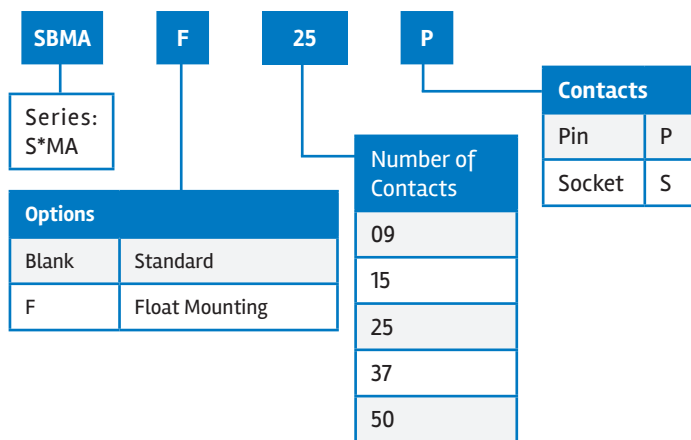 SBMA F 25 P
Series:
S*MA
Contacts
Pin P
Socket S
Number of
Contacts
09
15
25
37
50
Options
Blank Standard
F Float Mounting